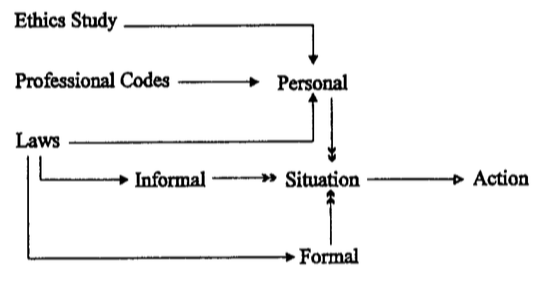 Ethics Study
Professional Codes
Personal
Laws
Informal
Situation
Action
Formal